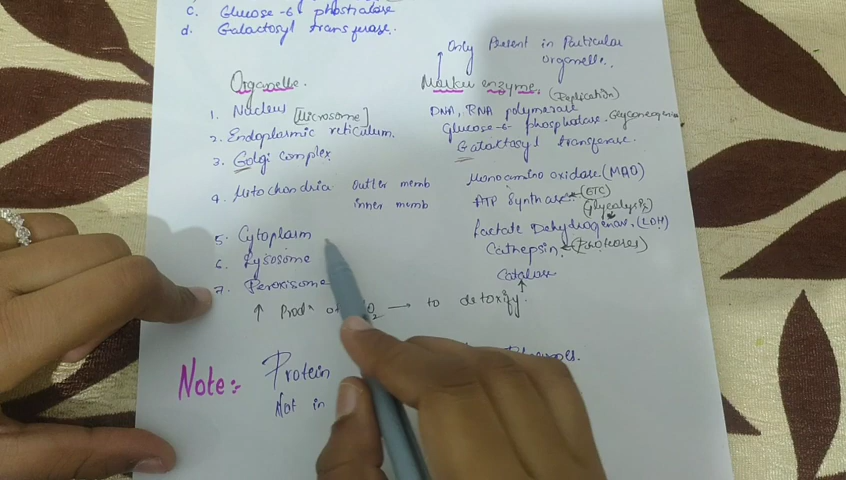 c. Glucose-6 phosphatase
d. Galactosyl transferase.
Only Present in Particular
organelle.
Organelle. Marker enzyme.
(Replication)
1. Nucleus [Microsome] DNA, RNA polymerase
2. Endoplasmic reticulum. Glucose-6-phosphatase.
3. Golgi complex Galactosyl transferase.
4. Mitochondria outter memb Monoamino oxidase (MAO)
inner memb ATP Synthase (ETC)
(glycolysis)
5. Cytoplasm Lactate Dehydrogenase. (LDH)
6. Lysosome Cathepsin.
7. Peroxisome Catalase
↑ Prodn → to detoxify.
Note:- Protein
Not in